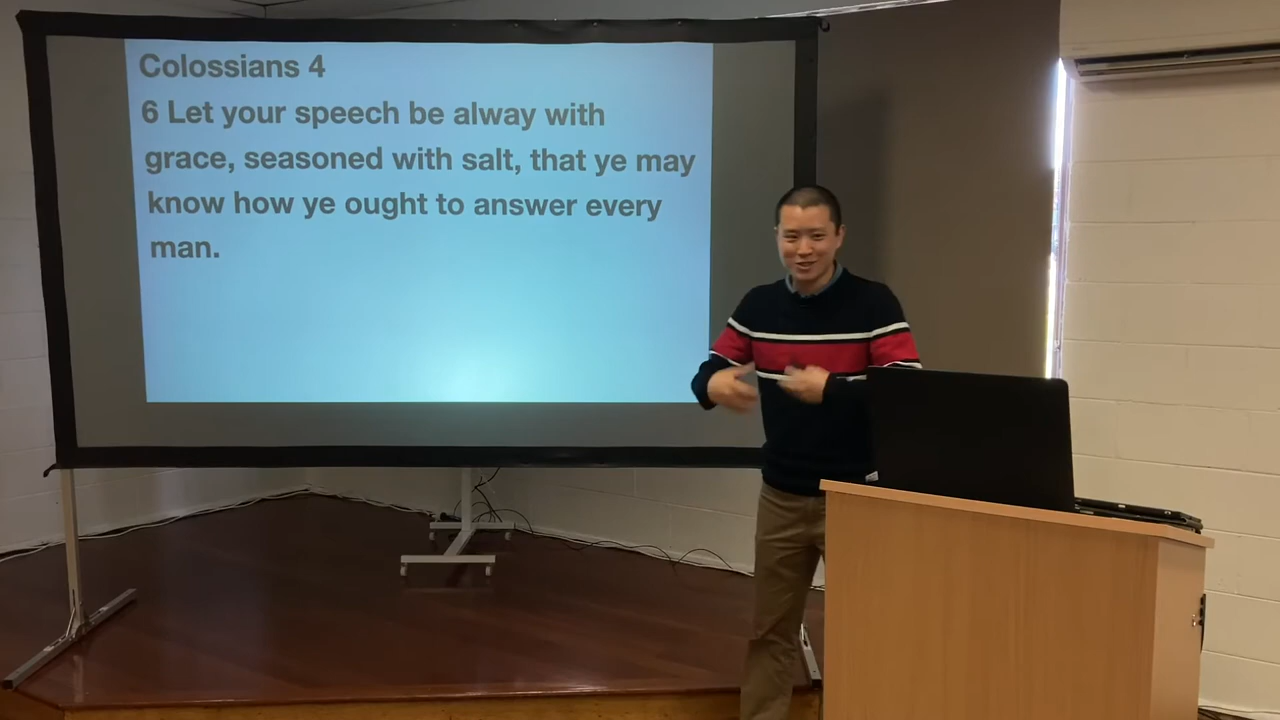 Colossians 4
6 Let your speech be alway with
grace, seasoned with salt, that ye may
know how ye ought to answer every
man.